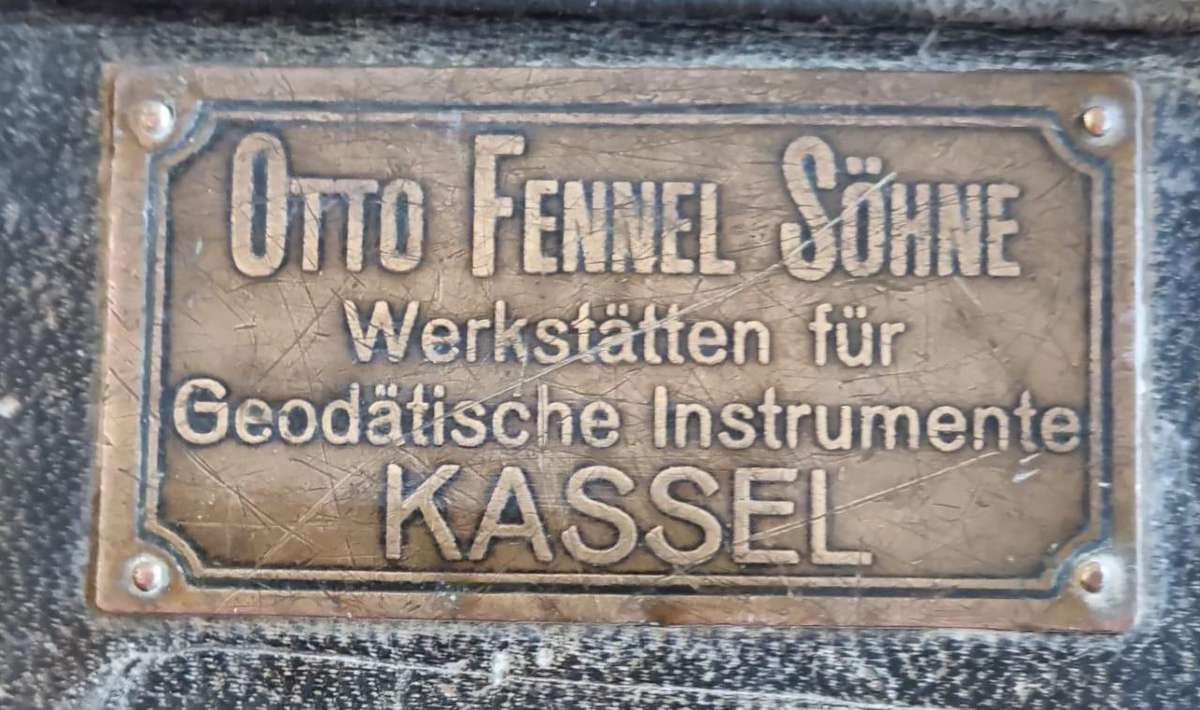 OTTO FENNEL SÖHNE
Werkstätten für
Geodätische Instrumente
KASSEL